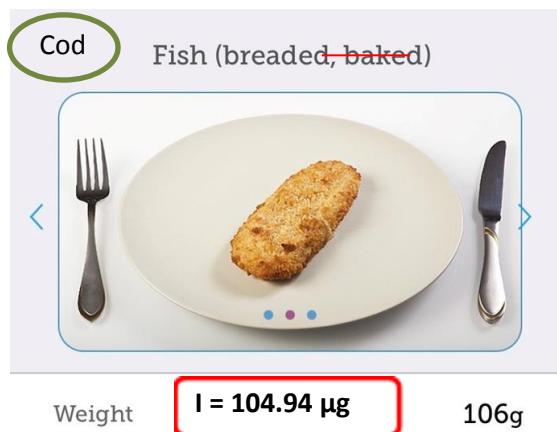 Cod
Fish (breaded, baked)
Weight
I = 104.94 µg
106g